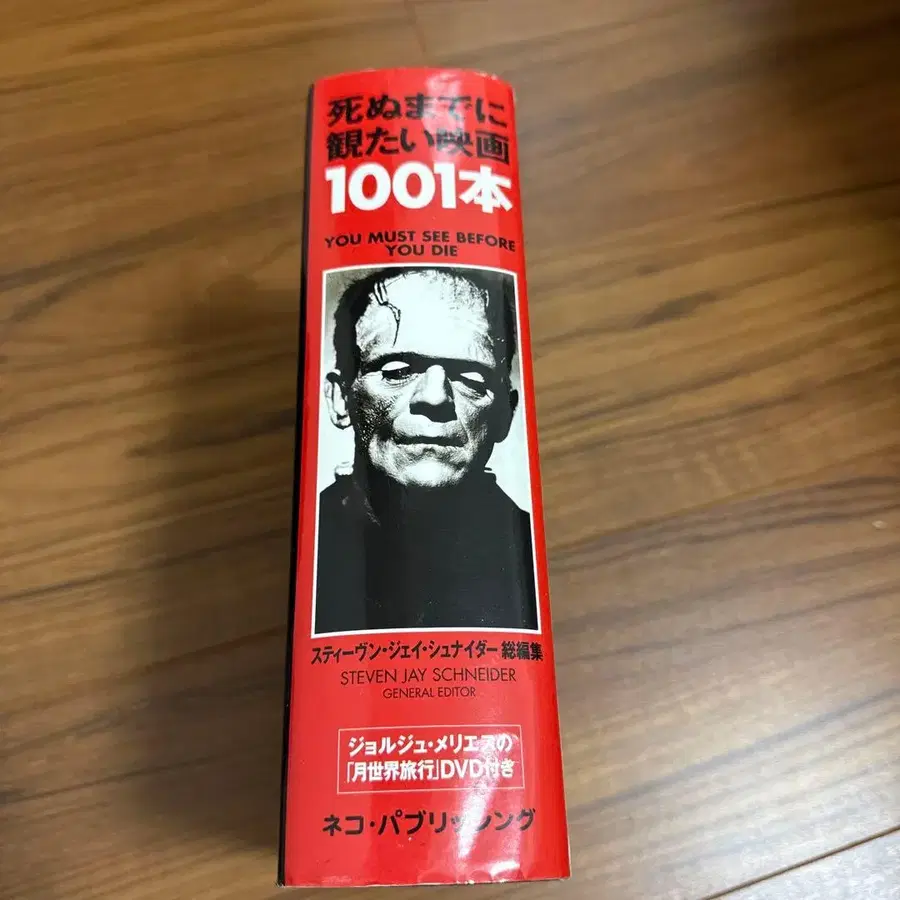 死ぬまでに
観たい映画
1001本
YOU MUST SEE BEFORE
YOU DIE
スティーヴン・ジェイ・シュナイダー 総編集
STEVEN JAY SCHNEIDER
GENERAL EDITOR
ジョルジュ・メリエスの
「月世界旅行」DVD付き
ネコ・パブリッシング